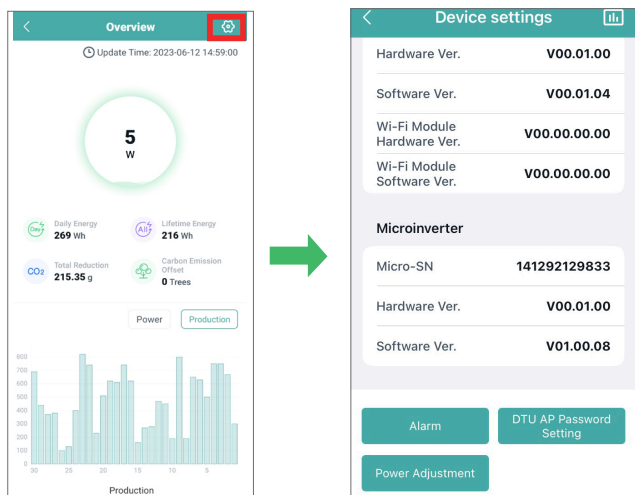 Overview
Update Time: 2023-06-12 14:59:00
5
W
Day
Daily Energy
269 Wh
All
Lifetime Energy
216 Wh
CO2
Total Reduction
215.35 g
Carbon Emission
Offset
0 Trees
Power
Production
800
700
600
500
400
300
200
100
0
30 25 20 15 10 5
Production
Device settings
Hardware Ver. V00.01.00
Software Ver. V00.01.04
Wi-Fi Module
Hardware Ver. V00.00.00.00
Wi-Fi Module
Software Ver. V00.00.00.00
Microinverter
Micro-SN 141292129833
Hardware Ver. V00.01.00
Software Ver. V01.00.08
Alarm
DTU AP Password
Setting
Power Adjustment